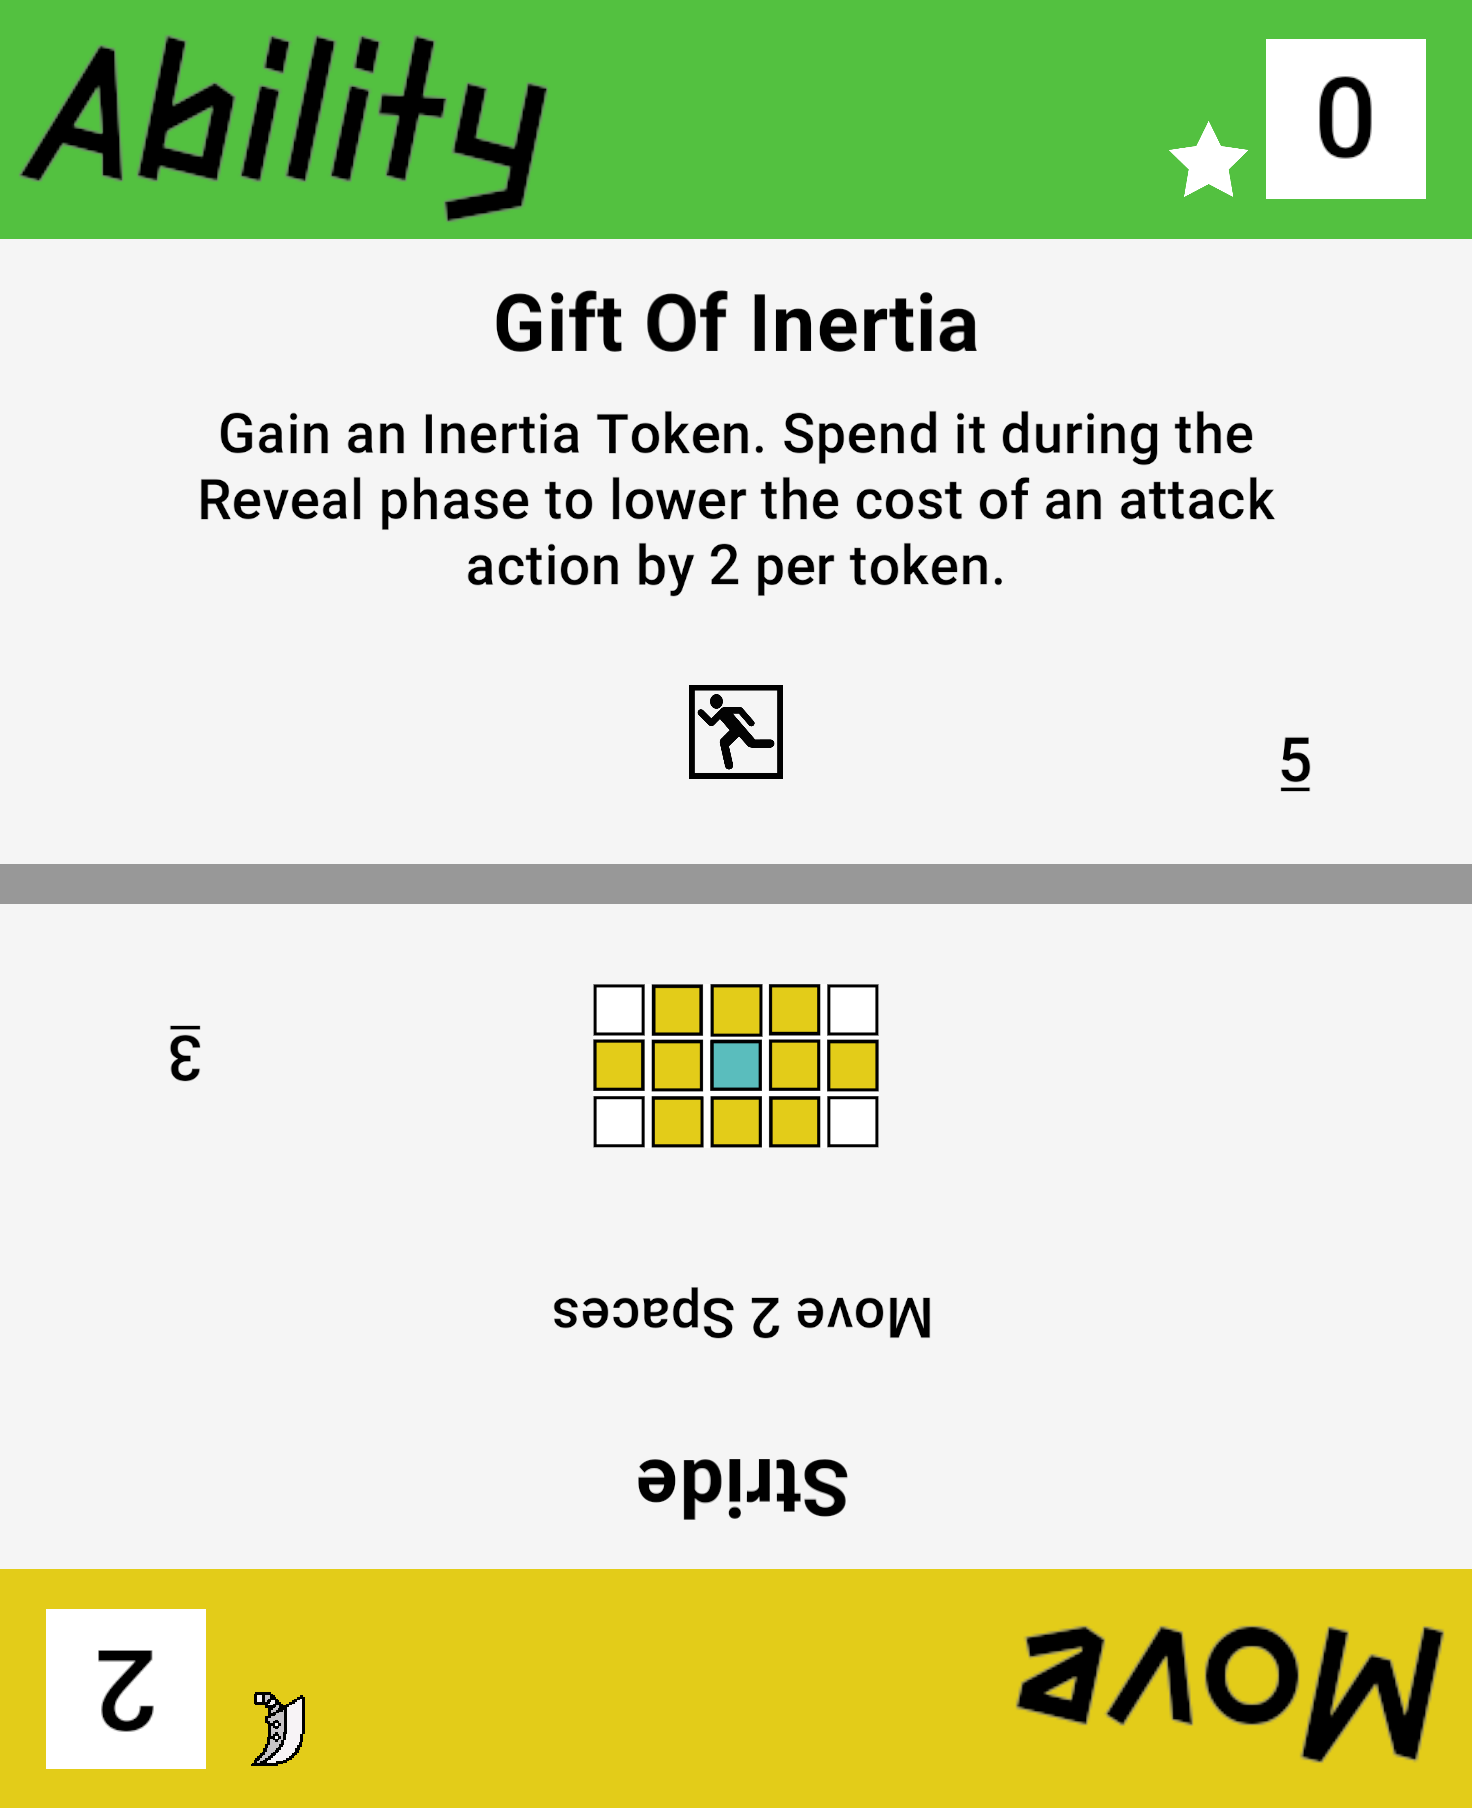 Ability
0
Gift Of Inertia
Gain an Inertia Token. Spend it during the
Reveal phase to lower the cost of an attack
action by 2 per token.
5
Move
2
Stride
Move 2 Spaces
3